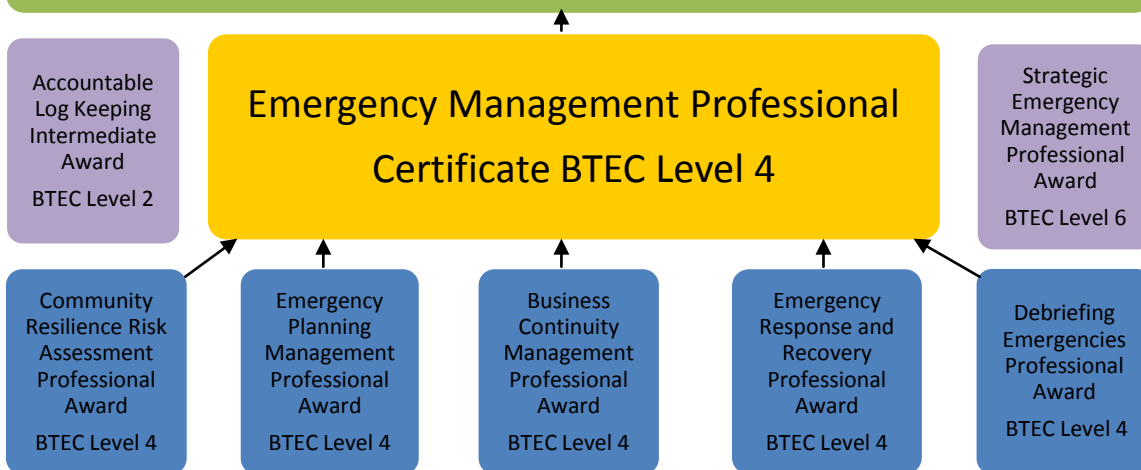 Accountable
Log Keeping
Intermediate
Award
BTEC Level 2
Emergency Management Professional
Certificate BTEC Level 4
Strategic
Emergency
Management
Professional
Award
BTEC Level 6
Community
Resilience Risk
Assessment
Professional
Award
BTEC Level 4
Emergency
Planning
Management
Professional
Award
BTEC Level 4
Business
Continuity
Management
Professional
Award
BTEC Level 4
Emergency
Response and
Recovery
Professional
Award
BTEC Level 4
Debriefing
Emergencies
Professional
Award
BTEC Level 4